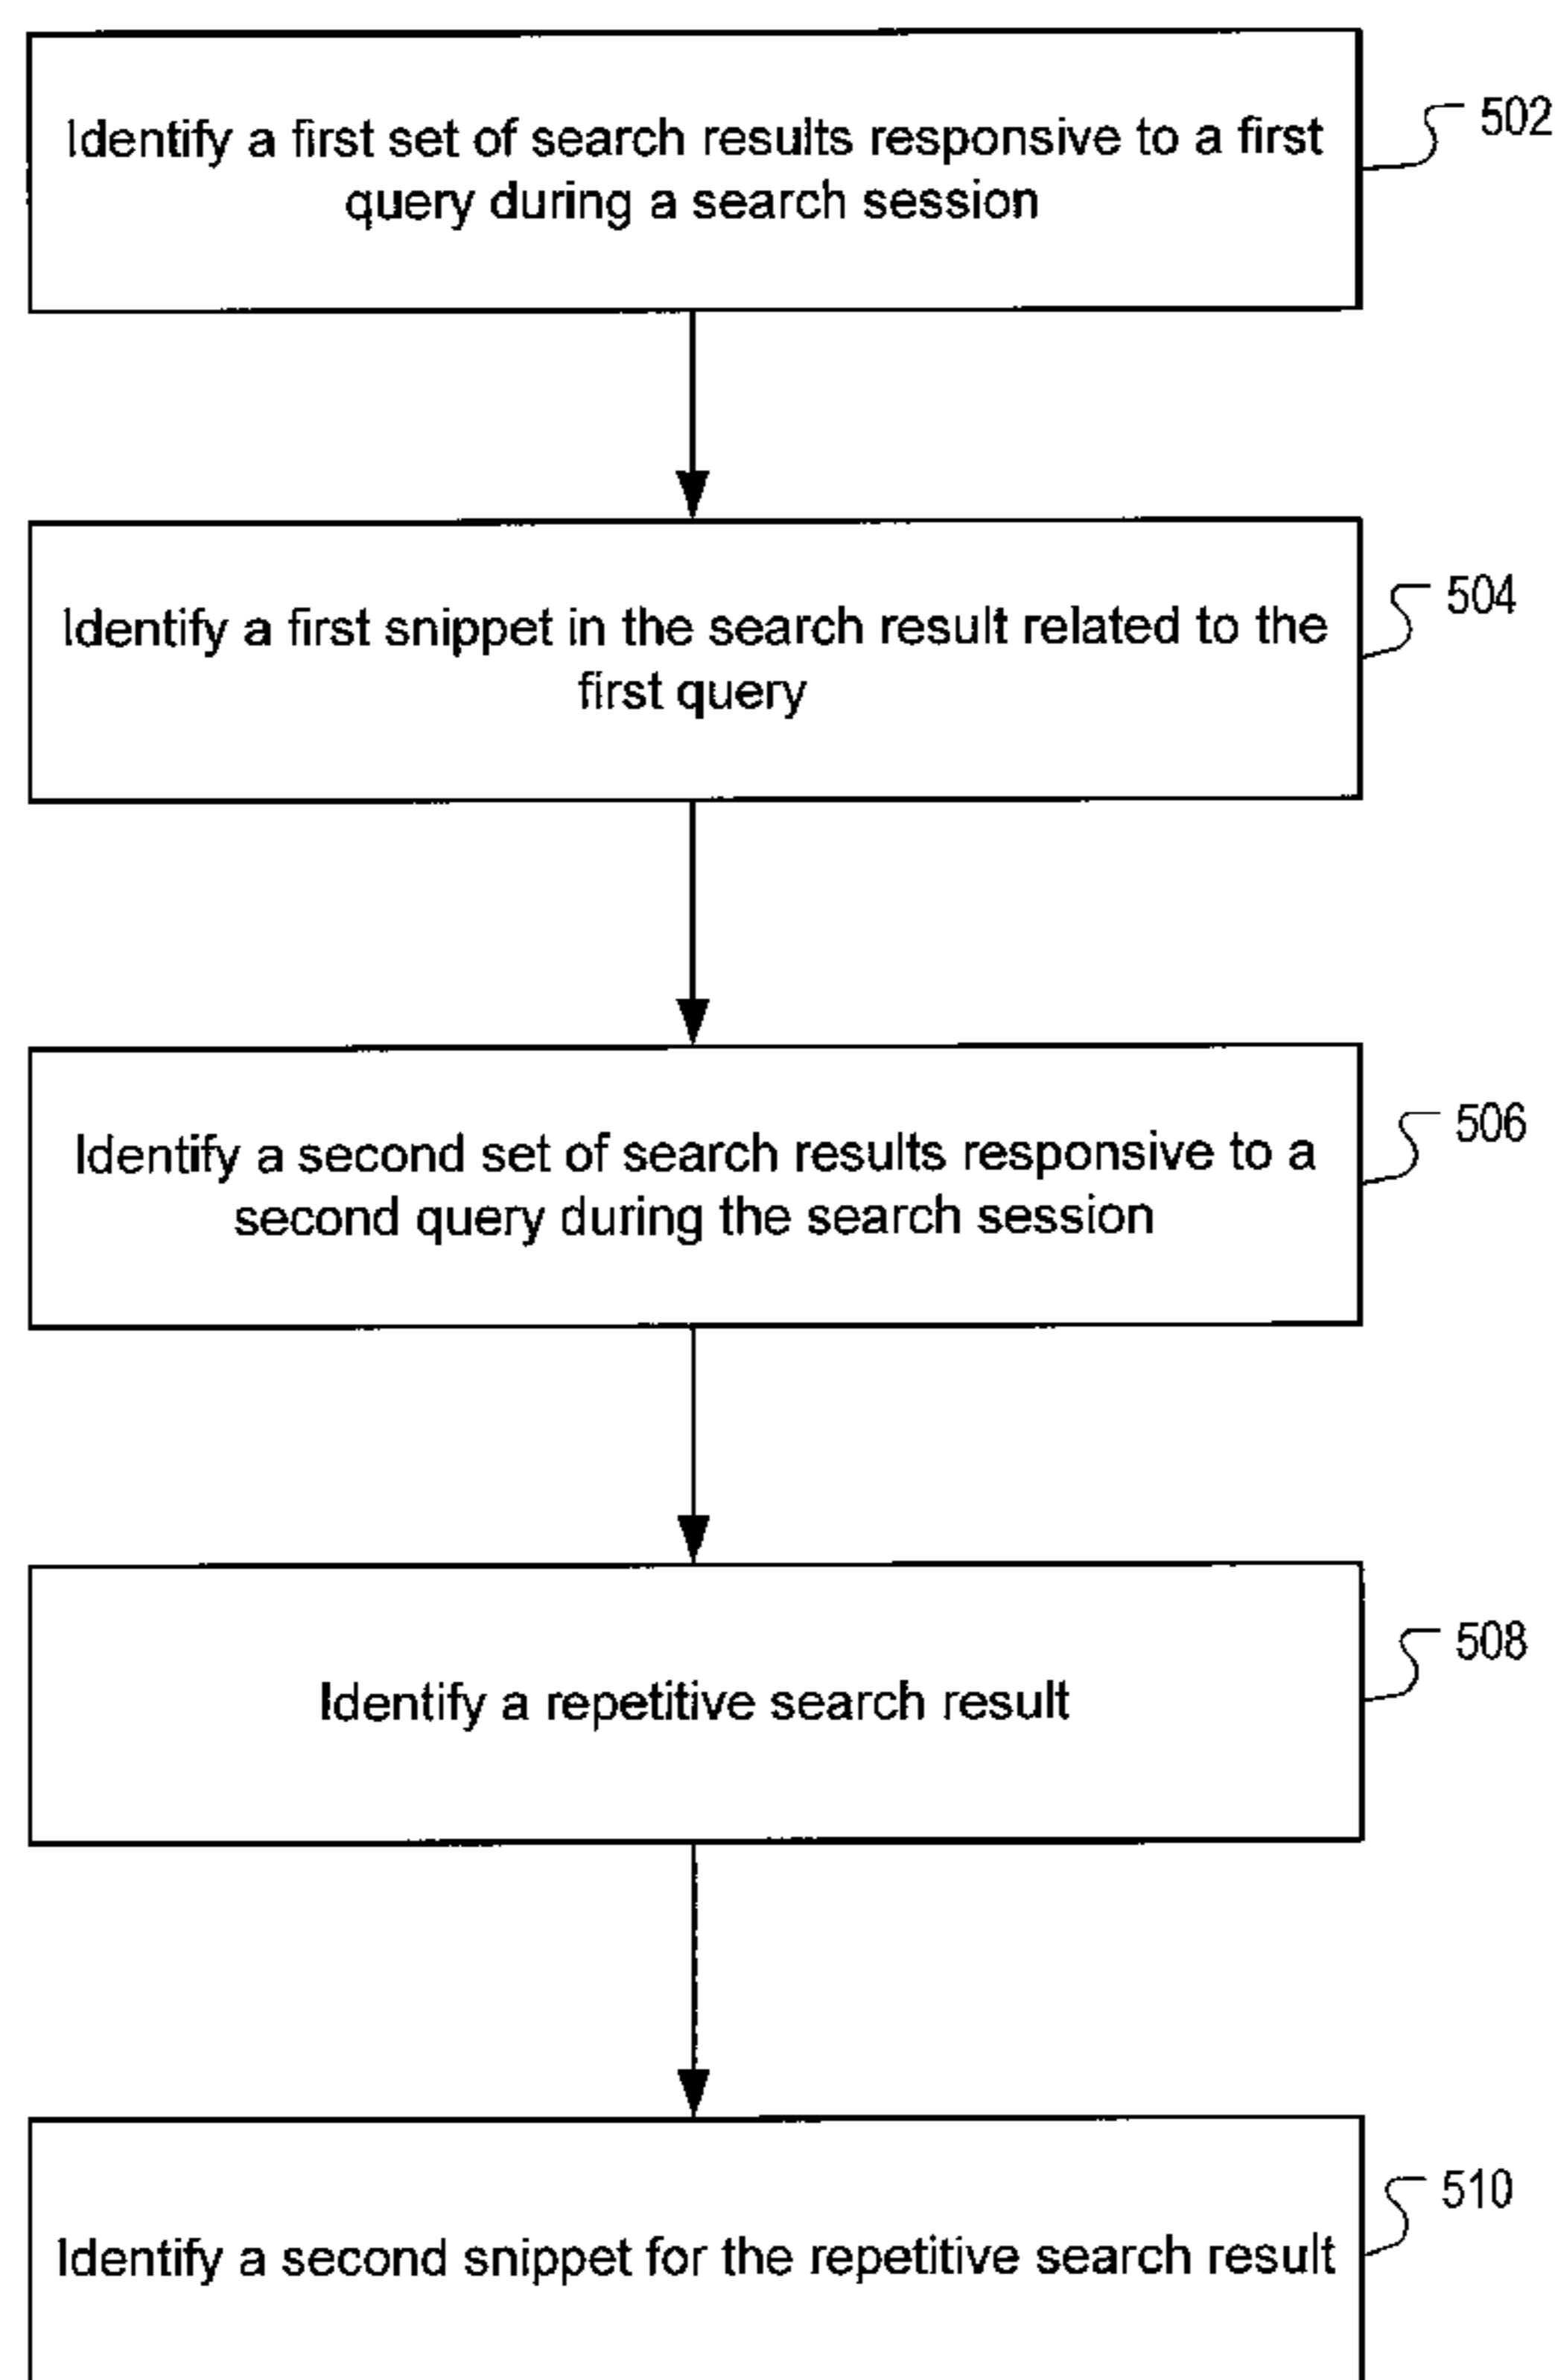 Identify a first set of search results responsive to a first
query during a search session
502
Identify a first snippet in the search result related to the
first query
504
Identify a second set of search results responsive to a
second query during the search session
506
Identify a repetitive search result
508
Identify a second snippet for the repetitive search result
510